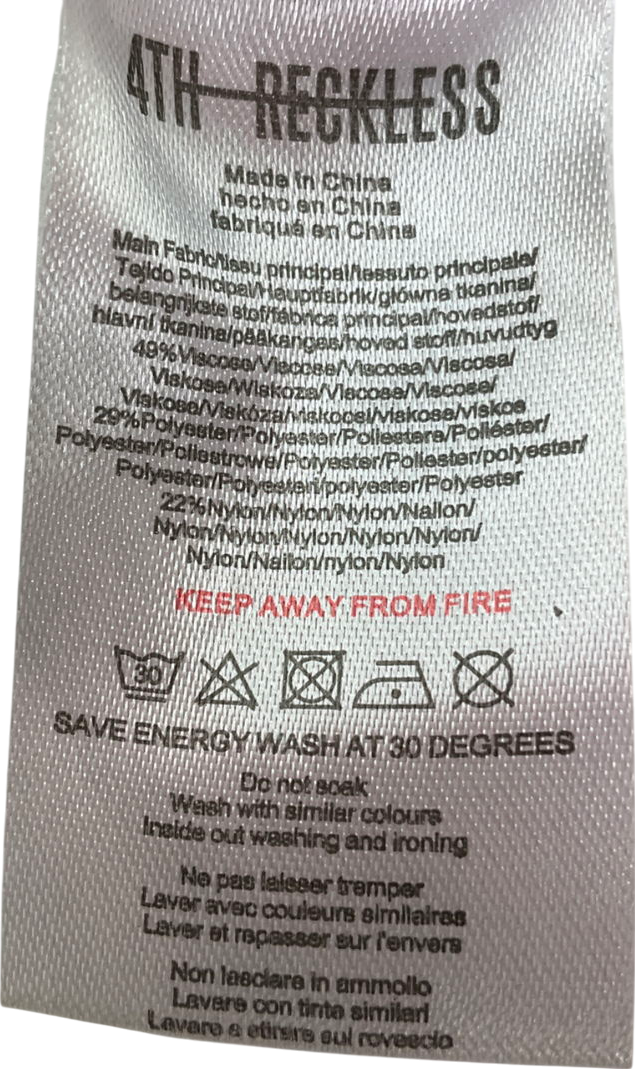 4TH RECKLESS
Made in China
hecho en China
fabriqué en Chine
Main Fabric/tissu principal/tessuto principale/
Tejido Principal/Hauptfabrik/główna tkanina/
belangrijkste stof/fábrica principal/hovedstof/
hlavní tkanina/pääkangas/hoved stoff/huvudtyg
49%Viscose/Viscose/Viscosa/Viscosa/
Viskose/Wiskoza/Viscose/Viscose/
Viskose/Viskóza/viskoosi/viskose/viskos
29%Polyester/Polyester/Poliestere/Poliéster/
Polyester/Poliestrowe/Polyester/Poliester/polyester/
Polyester/Polyesteri/polyester/Polyester
22%Nylon/Nylon/Nylon/Nailon/
Nylon/Nylon/Nylon/Nylon/Nylon/
Nylon/Nailon/nylon/Nylon
KEEP AWAY FROM FIRE
30
SAVE ENERGY WASH AT 30 DEGREES
Do not soak
Wash with similar colours
Inside out washing and ironing
Ne pas laisser tremper
Laver avec couleurs similaires
Laver et repasser sur l'envers
Non lasciare in ammollo
Lavare con tinte similari
Lavare e stirare sul rovescio